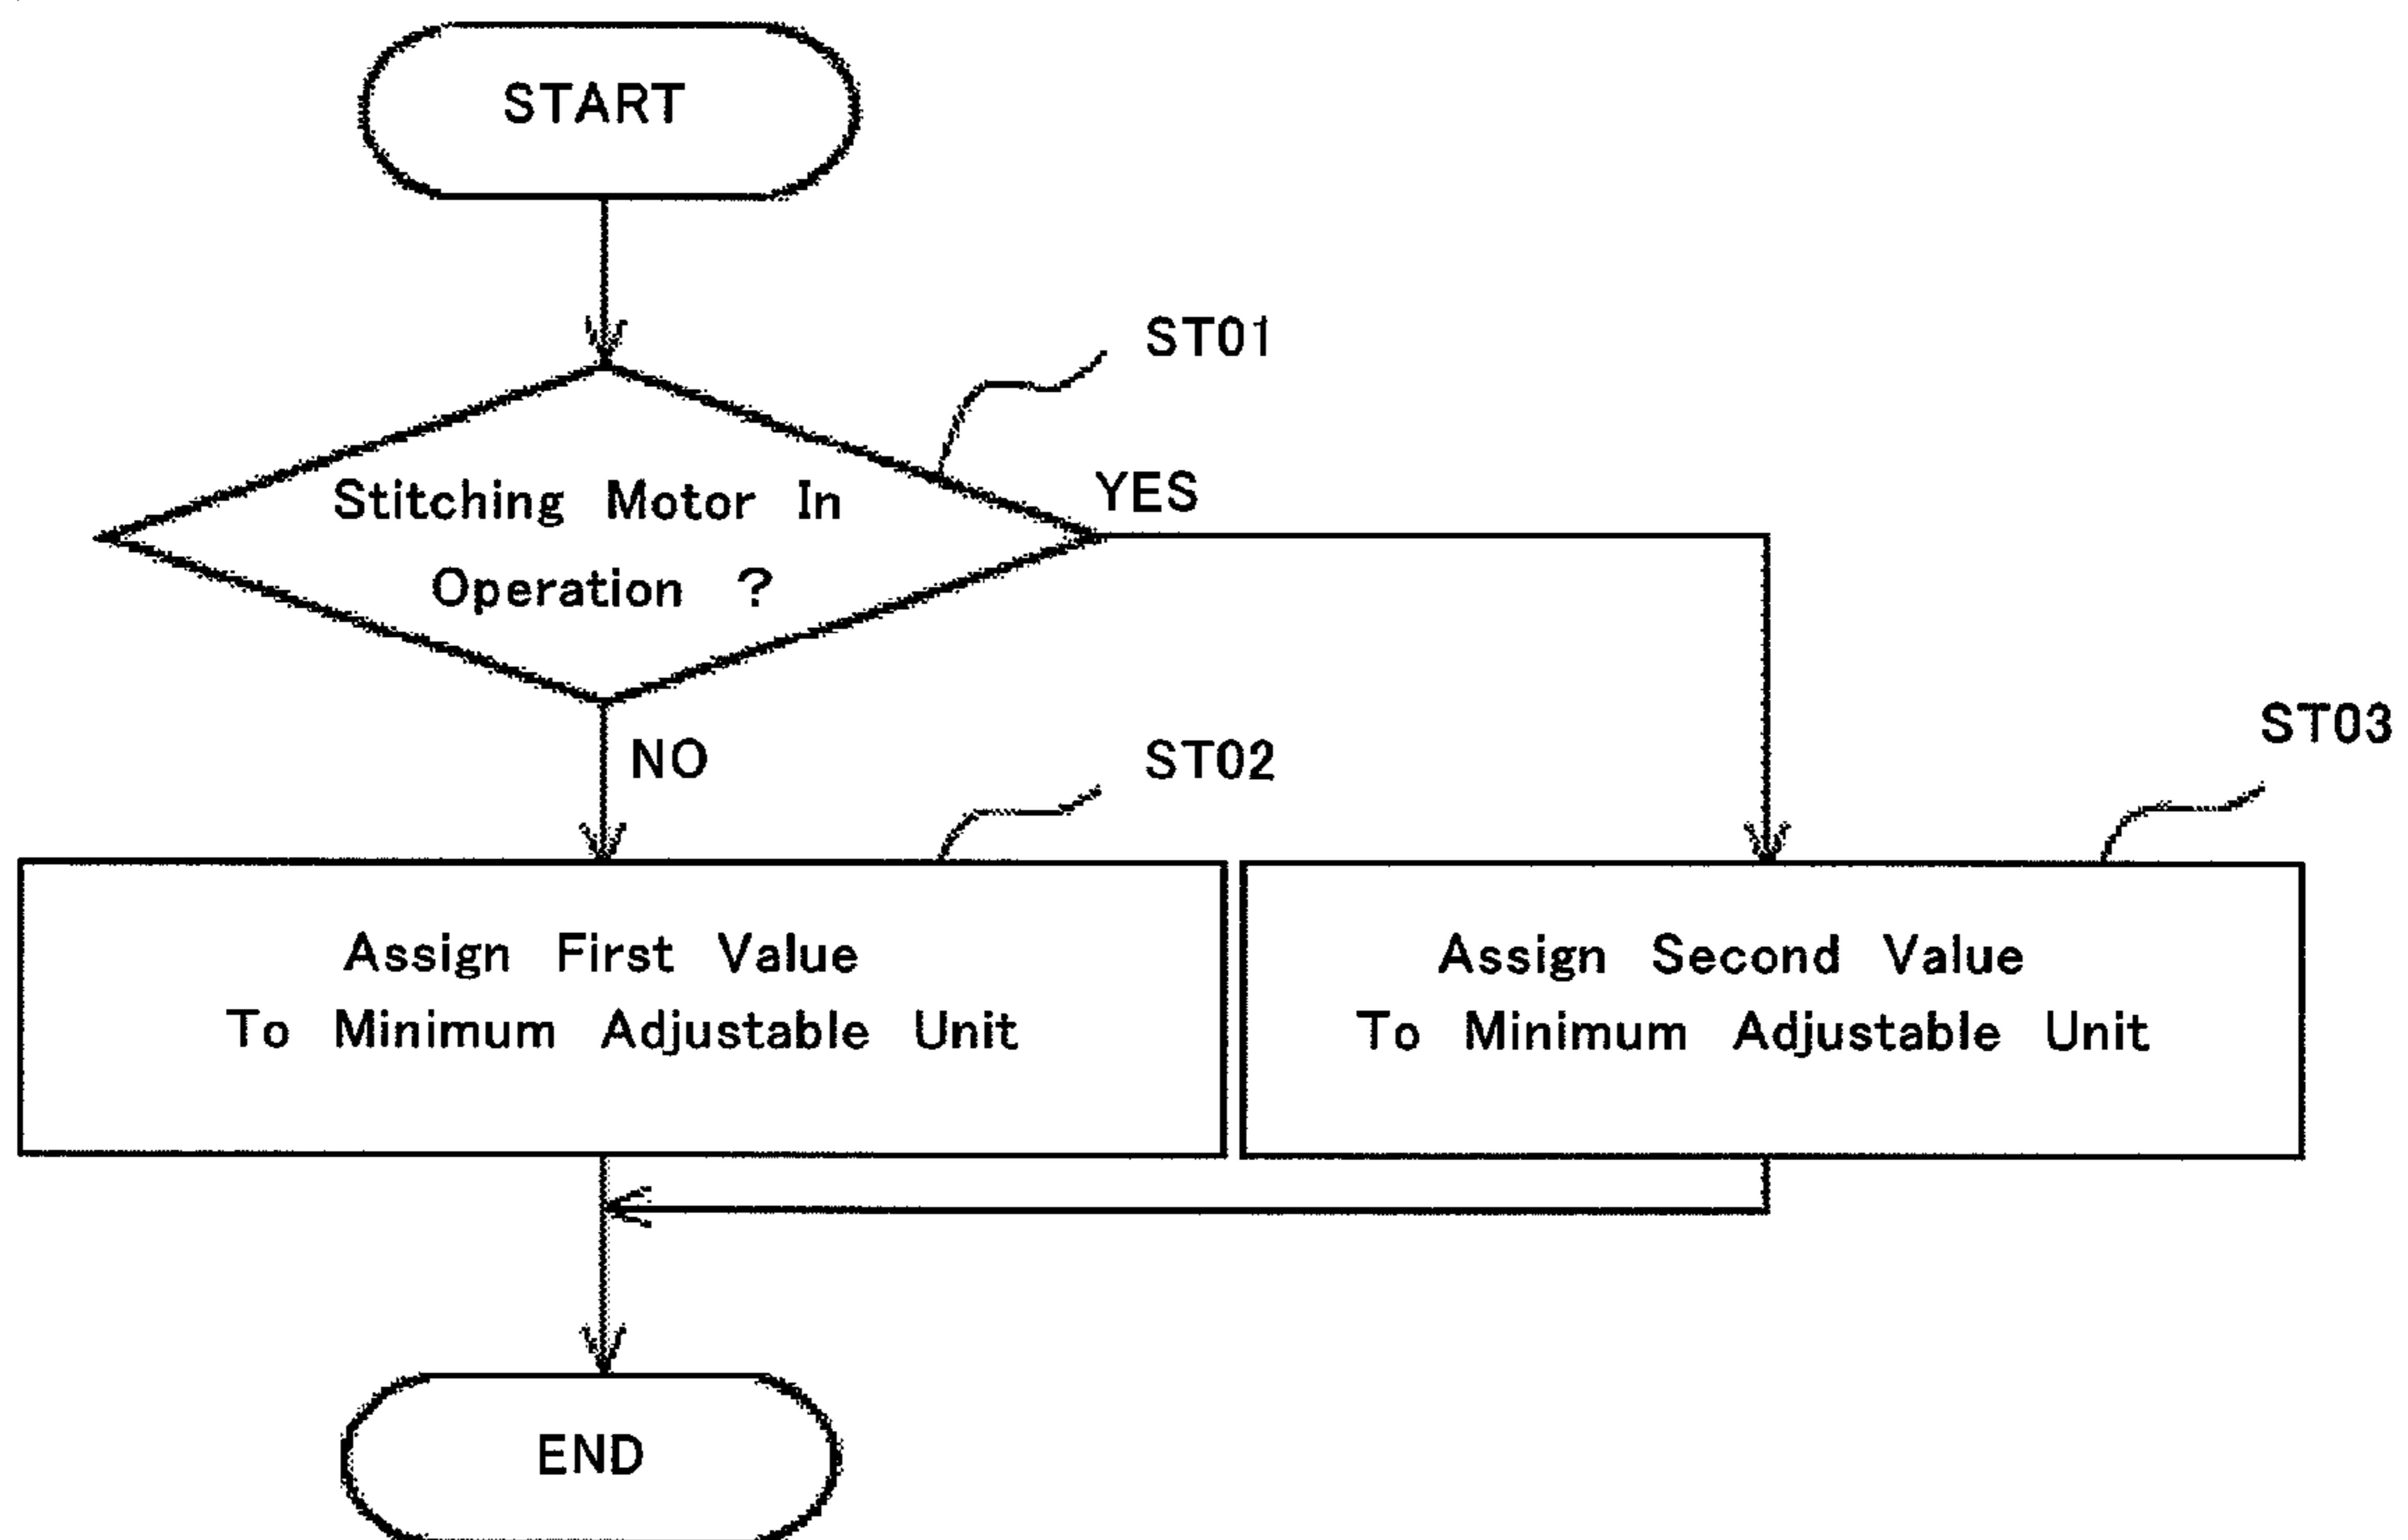 START
ST01
Stitching Motor In
Operation ?
YES
NO
ST02
ST03
Assign First Value
To Minimum Adjustable Unit
Assign Second Value
To Minimum Adjustable Unit
END